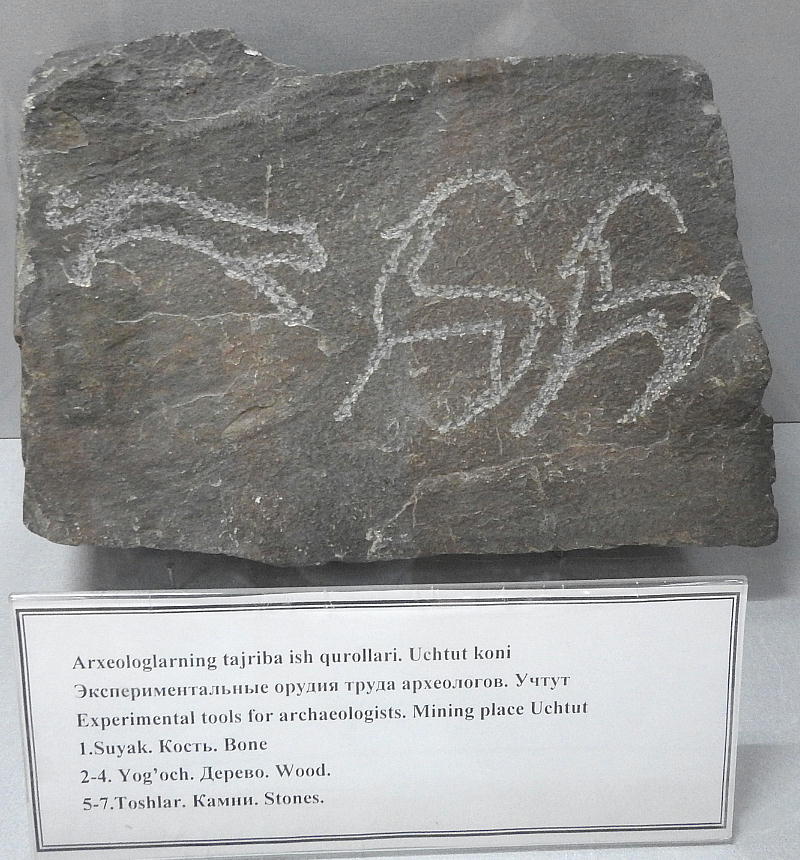 Arxeologlarning tajriba ish qurollari. Uchtut koni
Экспериментальные орудия труда археологов. Учтут
Experimental tools for archaeologists. Mining place Uchtut
1.Suyak. Кость. Bone
2-4. Yog'och. Дерево. Wood.
5-7.Toshlar. Камни. Stones.